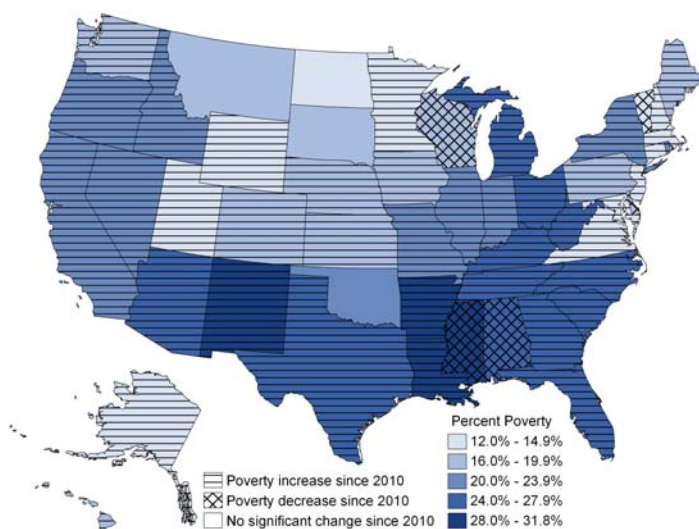 Percent Poverty
12.0% - 14.9%
16.0% - 19.9%
20.0% - 23.9%
24.0% - 27.9%
28.0% - 31.8%
Poverty increase since 2010
Poverty decrease since 2010
No significant change since 2010